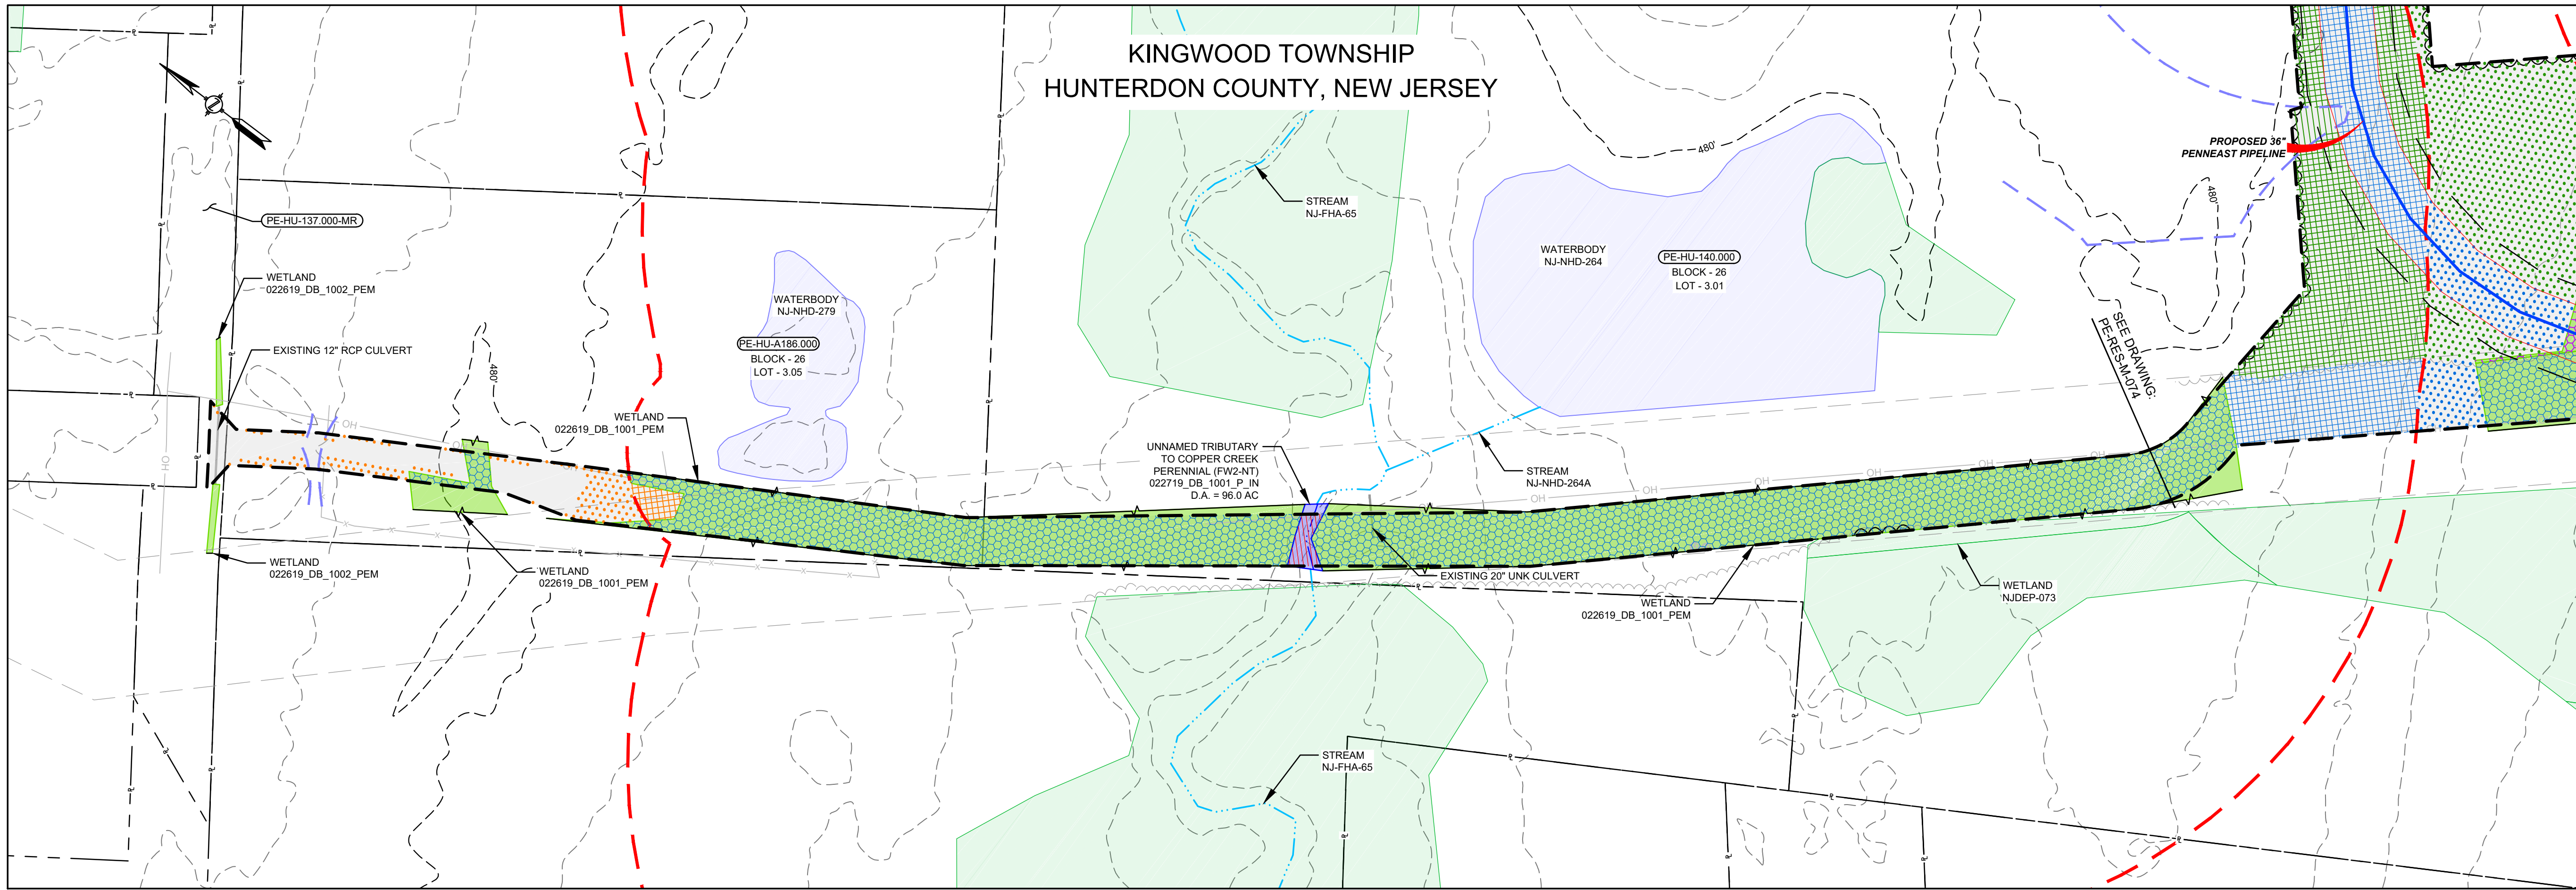 KINGWOOD TOWNSHIP
HUNTERDON COUNTY, NEW JERSEY
PROPOSED 36"
PENNEAST PIPELINE
480'
480'
STREAM
NJ-FHA-65
PE-HU-137.000-MR
WATERBODY
NJ-NHD-264
PE-HU-140.000
BLOCK - 26
LOT - 3.01
WETLAND
022619_DB_1002_PEM
WATERBODY
NJ-NHD-279
PE-HU-A186.000
BLOCK - 26
LOT - 3.05
EXISTING 12" RCP CULVERT
480'
SEE DRAWING:
PE-RES-M-074
WETLAND
022619_DB_1001_PEM
OH
OH
OH
UNNAMED TRIBUTARY
TO COPPER CREEK
PERENNIAL (FW2-NT)
022719_DB_1001_P_IN
D.A. = 96.0 AC
STREAM
NJ-NHD-264A
OH
OH
OH
OH
OH
OH
WETLAND
022619_DB_1002_PEM
WETLAND
022619_DB_1001_PEM
EXISTING 20" UNK CULVERT
WETLAND
022619_DB_1001_PEM
WETLAND
NJDEP-073
STREAM
NJ-FHA-65